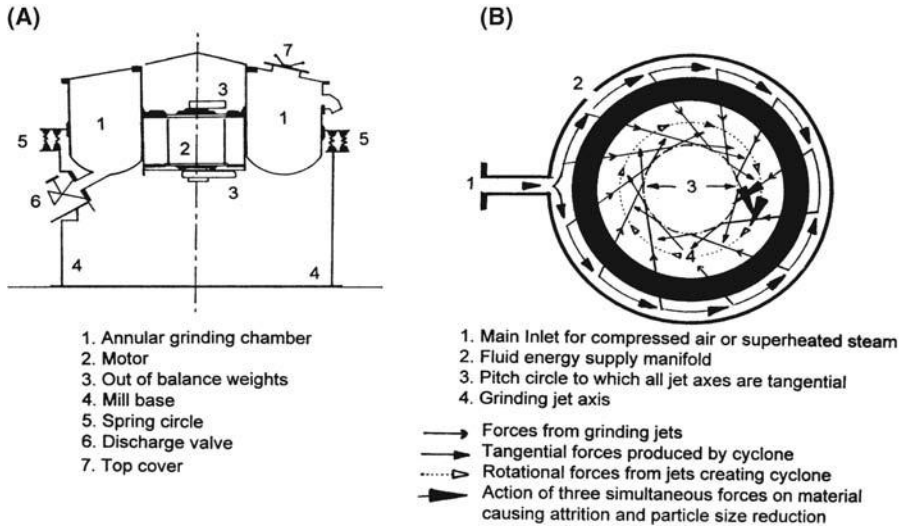 (A)
(B)
7
3
2
1
1
5
5
2
1
3
6
3
4
4
4
1. Annular grinding chamber
2. Motor
3. Out of balance weights
4. Mill base
5. Spring circle
6. Discharge valve
7. Top cover
1. Main Inlet for compressed air or superheated steam
2. Fluid energy supply manifold
3. Pitch circle to which all jet axes are tangential
4. Grinding jet axis
Forces from grinding jets
Tangential forces produced by cyclone
Rotational forces from jets creating cyclone
Action of three simultaneous forces on material
causing attrition and particle size reduction